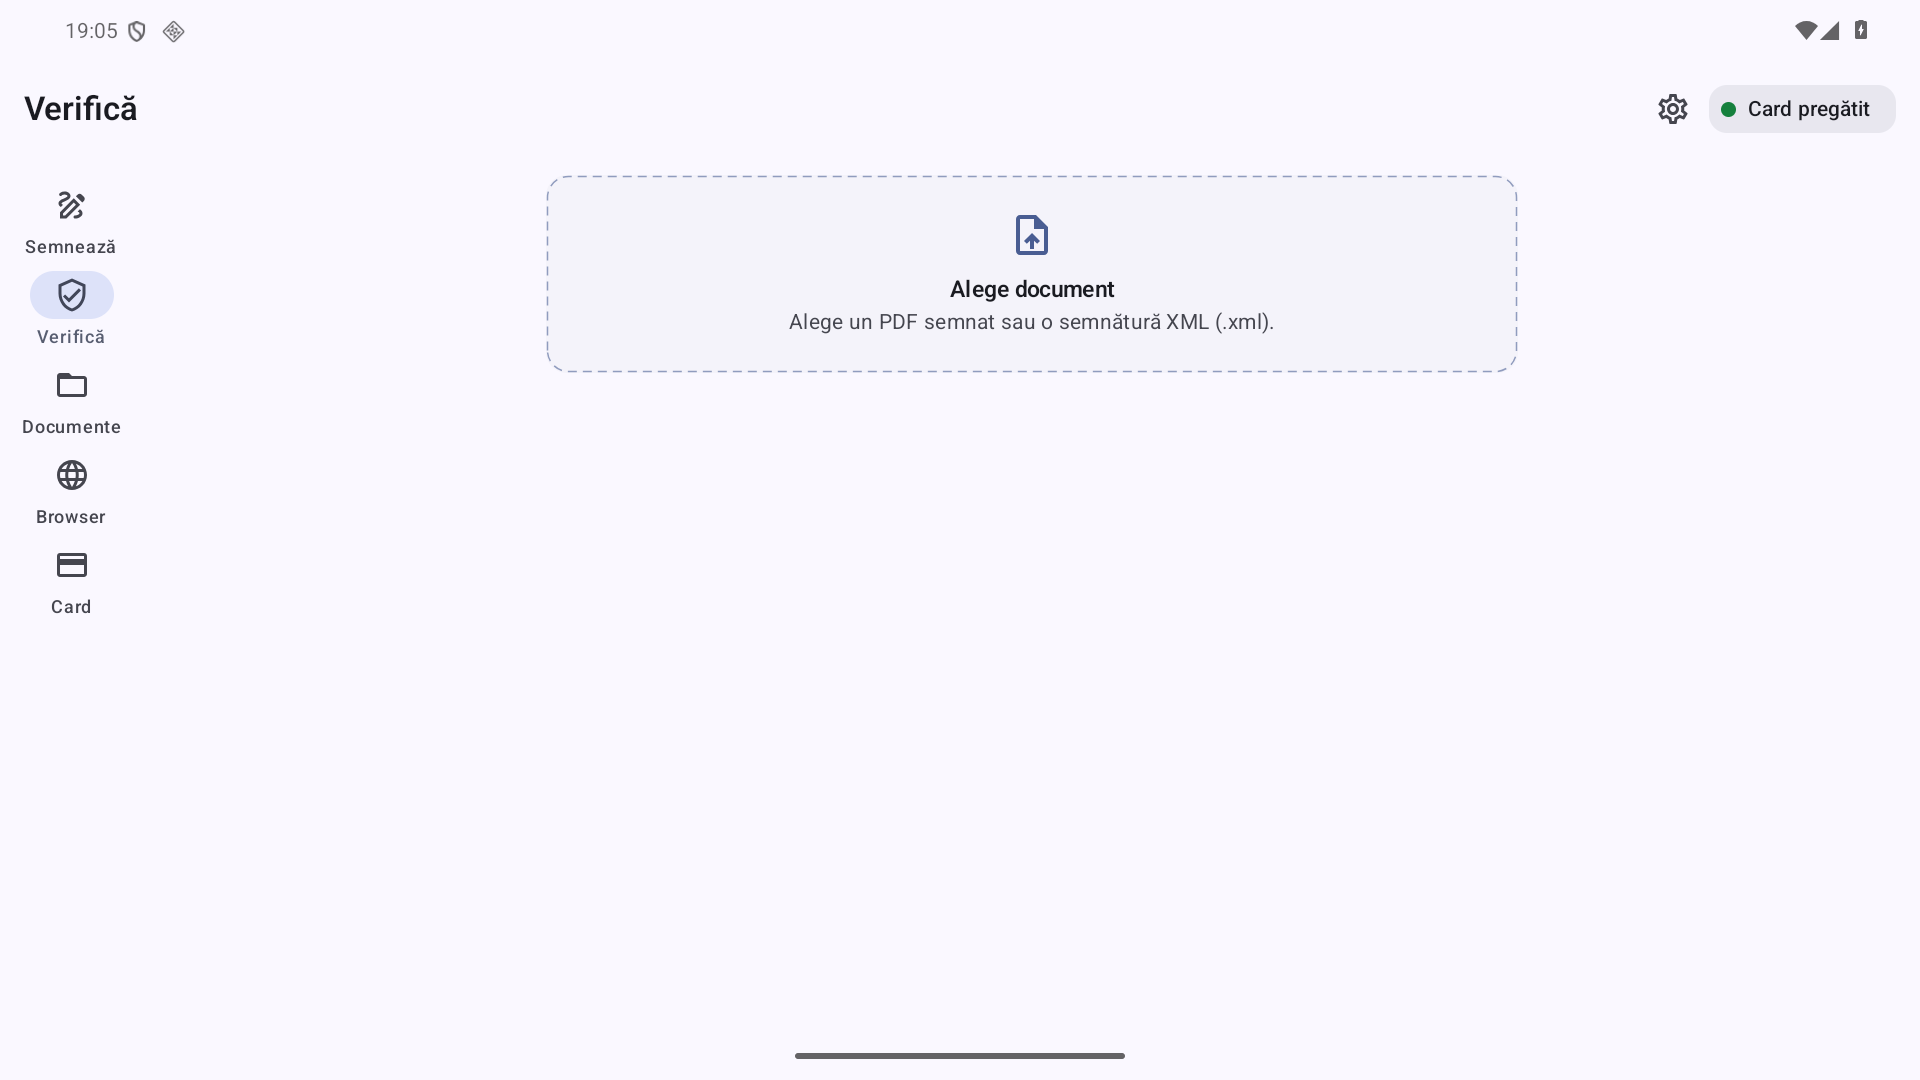 19:05
Verifică
Card pregătit
Semnează
Verifică
Documente
Browser
Card
Alege document
Alege un PDF semnat sau o semnătură XML (.xml).